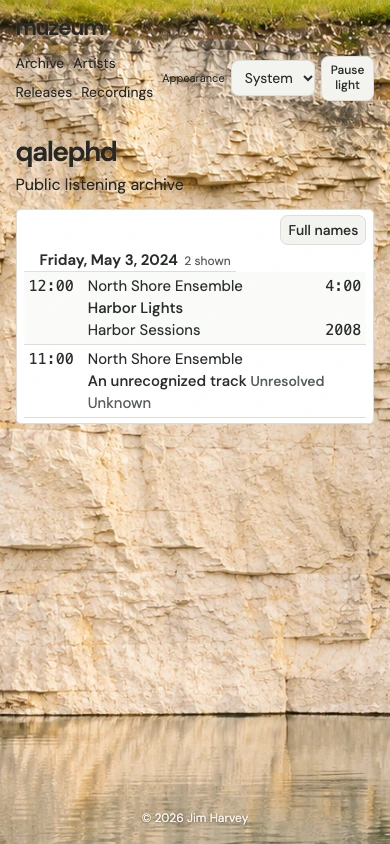 muzeum
Archive Artists
Releases Recordings
Appearance System Pause light
qalephd
Public listening archive
Full names
Friday, May 3, 2024 2 shown
12:00 North Shore Ensemble 4:00
Harbor Lights
Harbor Sessions 2008
11:00 North Shore Ensemble
An unrecognized track Unresolved
Unknown
© 2026 Jim Harvey